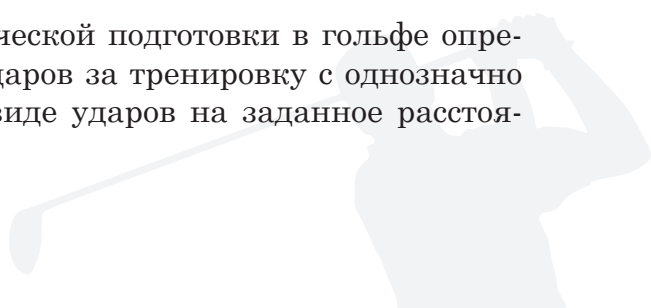 ческой подготовки в гольфе опре-
даров за тренировку с однозначно
виде ударов на заданное расстоя-